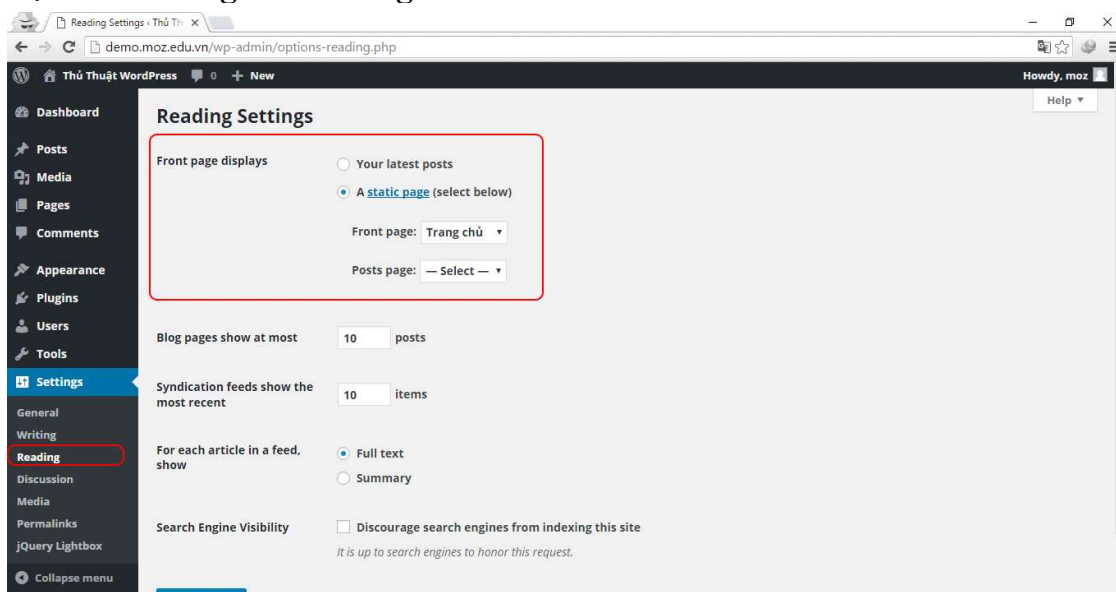 Reading Settings ‹ Thủ Th
demo.moz.edu.vn/wp-admin/options-reading.php
Thủ Thuật WordPress 0 + New Howdy, moz
Help
Dashboard
Posts
Media
Pages
Comments
Appearance
Plugins
Users
Tools
Settings
General
Writing
Reading
Discussion
Media
Permalinks
jQuery Lightbox
Collapse menu
Reading Settings
Front page displays
Your latest posts
A static page (select below)
Front page: Trang chủ
Posts page: — Select —
Blog pages show at most 10 posts
Syndication feeds show the
most recent
10 items
For each article in a feed,
show
Full text
Summary
Search Engine Visibility
Discourage search engines from indexing this site
It is up to search engines to honor this request.